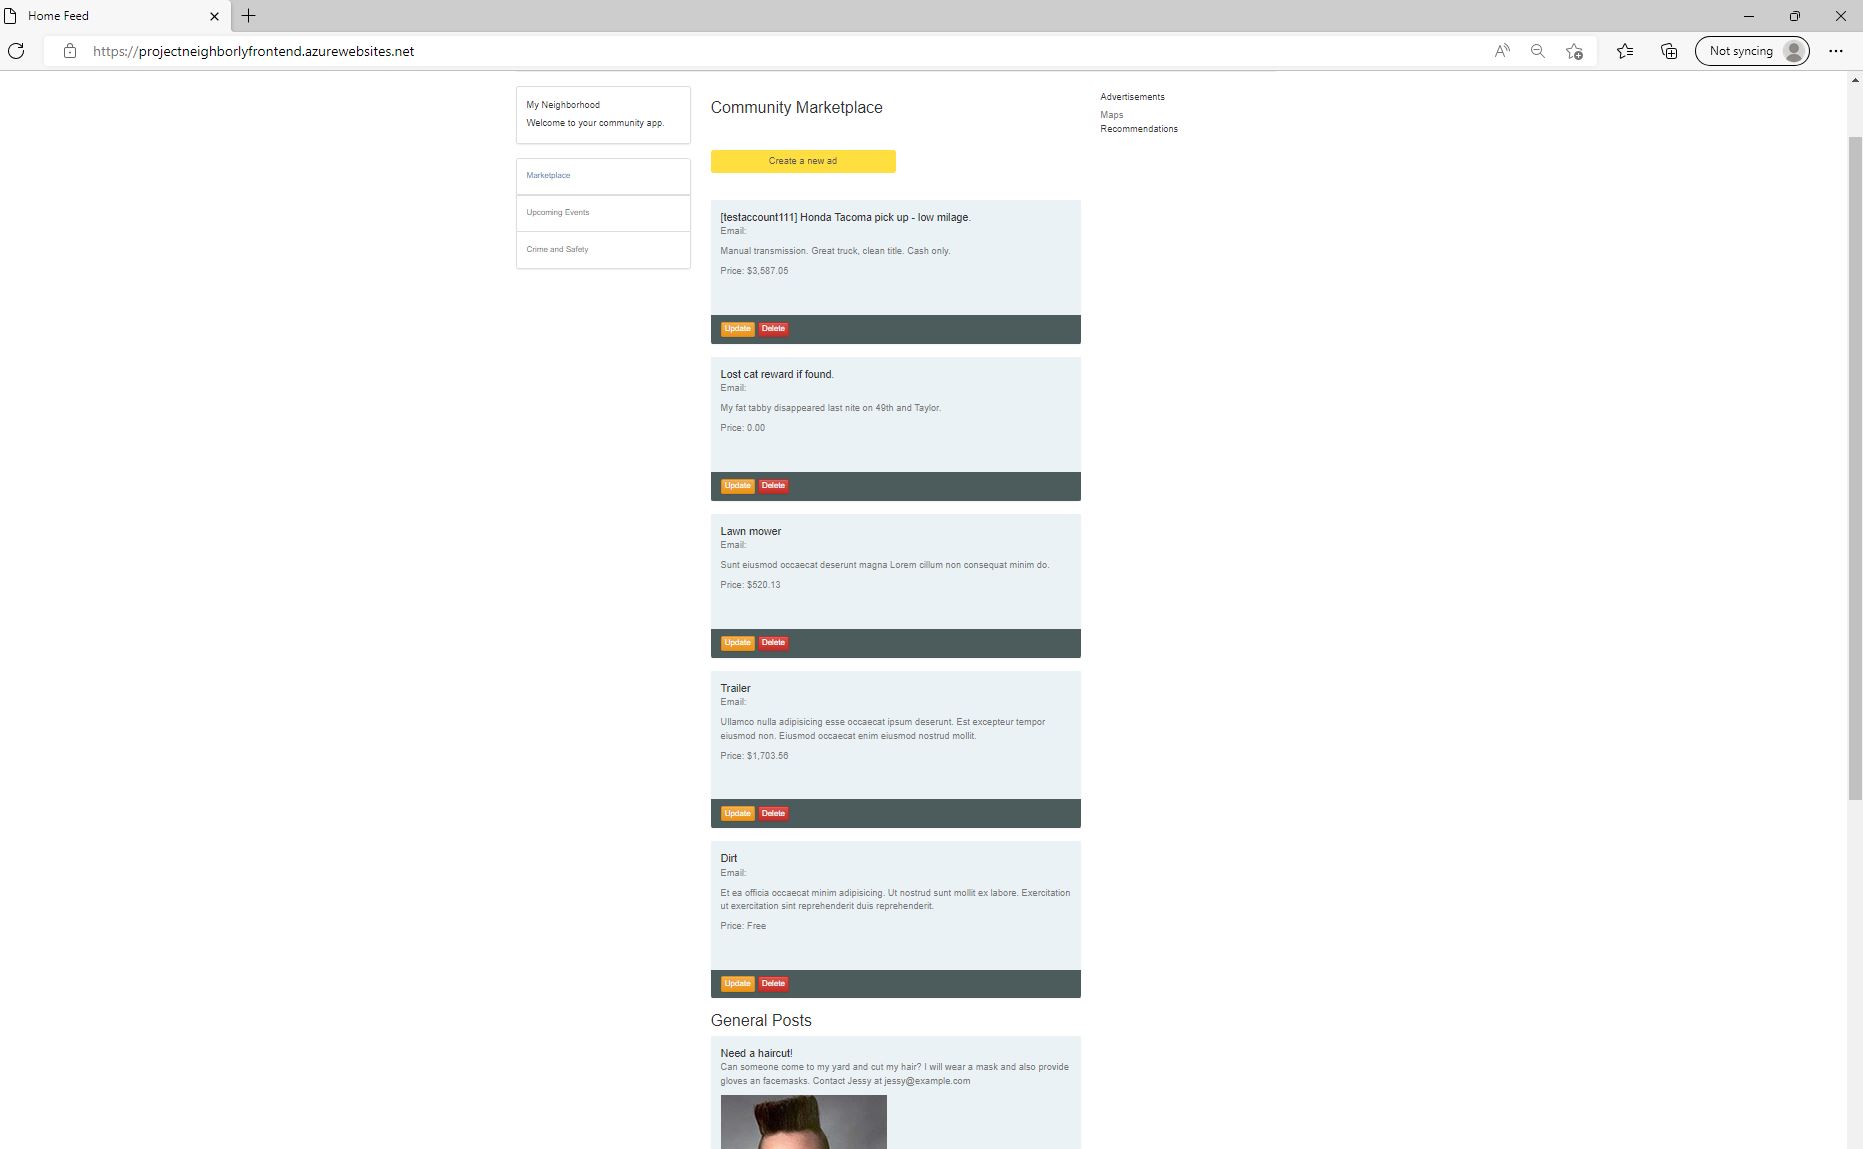 Home Feed
https://projectneighborlyfrontend.azurewebsites.net
Not syncing
My Neighborhood
Welcome to your community app.
Marketplace
Upcoming Events
Crime and Safety
Community Marketplace
Create a new ad
[testaccount111] Honda Tacoma pick up - low milage.
Email:
Manual transmission. Great truck, clean title. Cash only.
Price: $3,587.05
Update Delete
Lost cat reward if found.
Email:
My fat tabby disappeared last nite on 49th and Taylor.
Price: 0.00
Update Delete
Lawn mower
Email:
Sunt eiusmod occaecat deserunt magna Lorem cillum non consequat minim do.
Price: $520.13
Update Delete
Trailer
Email:
Ullamco nulla adipisicing esse occaecat ipsum deserunt. Est excepteur tempor
eiusmod non. Eiusmod occaecat enim eiusmod nostrud mollit.
Price: $1,703.56
Update Delete
Dirt
Email:
Et ea officia occaecat minim adipisicing. Ut nostrud sunt mollit ex labore. Exercitation
ut exercitation sint reprehenderit duis reprehenderit.
Price: Free
Update Delete
General Posts
Need a haircut!
Can someone come to my yard and cut my hair? I will wear a mask and also provide
gloves an facemasks. Contact Jessy at jessy@example.com
Advertisements
Maps
Recommendations